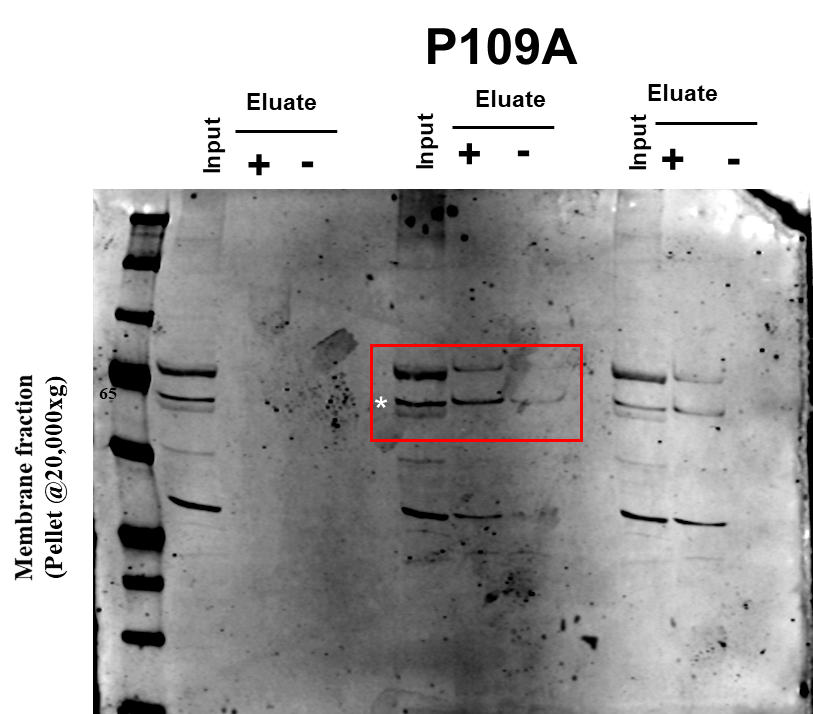 P109A
Eluate
Eluate
Eluate
Input
+
-
Input
+
-
Input
+
-
65
*
Membrane fraction
(Pellet @20,000xg)